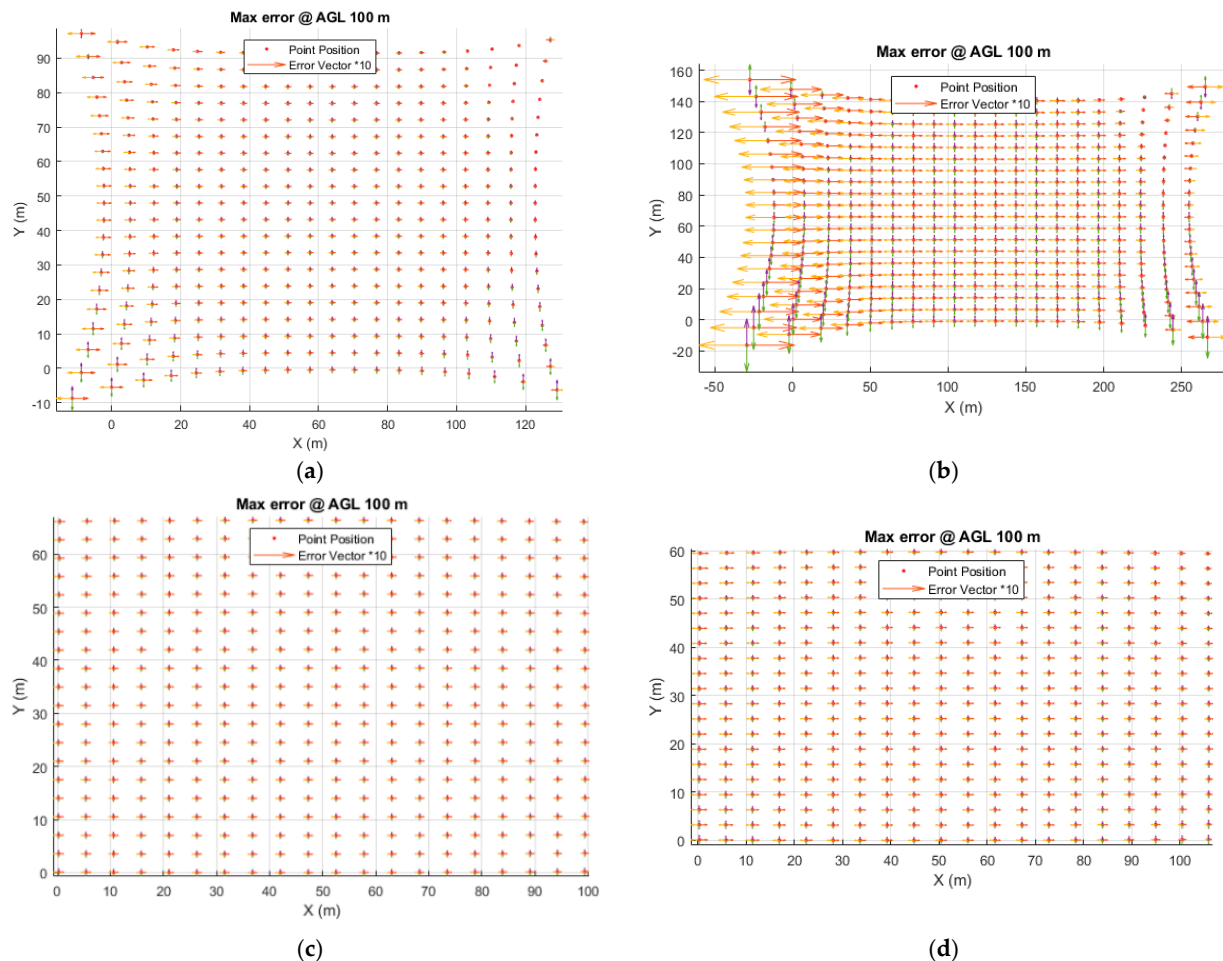 Max error @ AGL 100 m
Point Position
Error Vector *10
90
80
70
60
50
40
30
20
10
0
-10
Y (m)
0
20
40
60
80
100
120
X (m)
(a)
Max error @ AGL 100 m
Point Position
Error Vector *10
160
140
120
100
80
60
40
20
0
-20
Y (m)
-50
0
50
100
150
200
250
X (m)
(b)
Max error @ AGL 100 m
Point Position
Error Vector *10
60
50
40
30
20
10
0
Y (m)
0
10
20
30
40
50
60
70
80
90
100
X (m)
(c)
Max error @ AGL 100 m
Point Position
Error Vector *10
60
50
40
30
20
10
0
Y (m)
0
10
20
30
40
50
60
70
80
90
100
X (m)
(d)